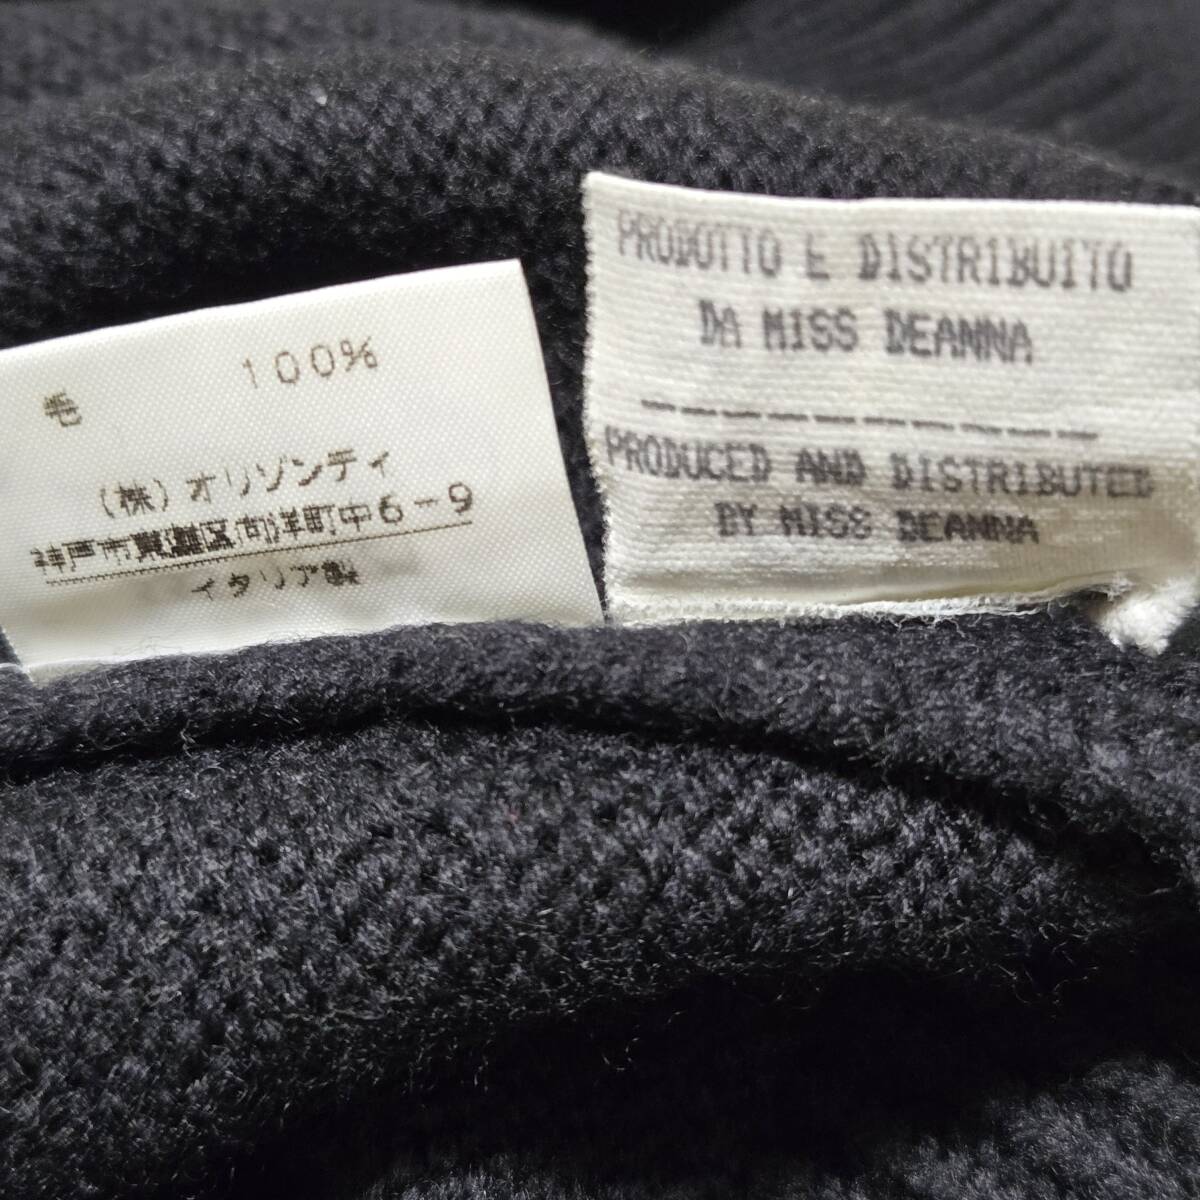 毛 100%
(株)オリゾンティ
神戸市東灘区向洋町中6-9
イタリア製
PRODOTTO E DISTRIBUITO
DA MISS DEANNA
PRODUCED AND DISTRIBUTED
BY MISS DEANNA